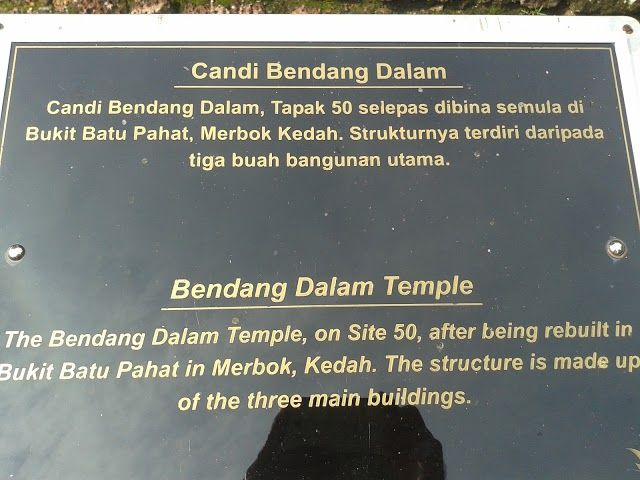 Candi Bendang Dalam
Candi Bendang Dalam, Tapak 50 selepas dibina semula di
Bukit Batu Pahat, Merbok Kedah. Strukturnya terdiri daripada
tiga buah bangunan utama.
Bendang Dalam Temple
The Bendang Dalam Temple, on Site 50, after being rebuilt in
Bukit Batu Pahat in Merbok, Kedah. The structure is made up
of the three main buildings.